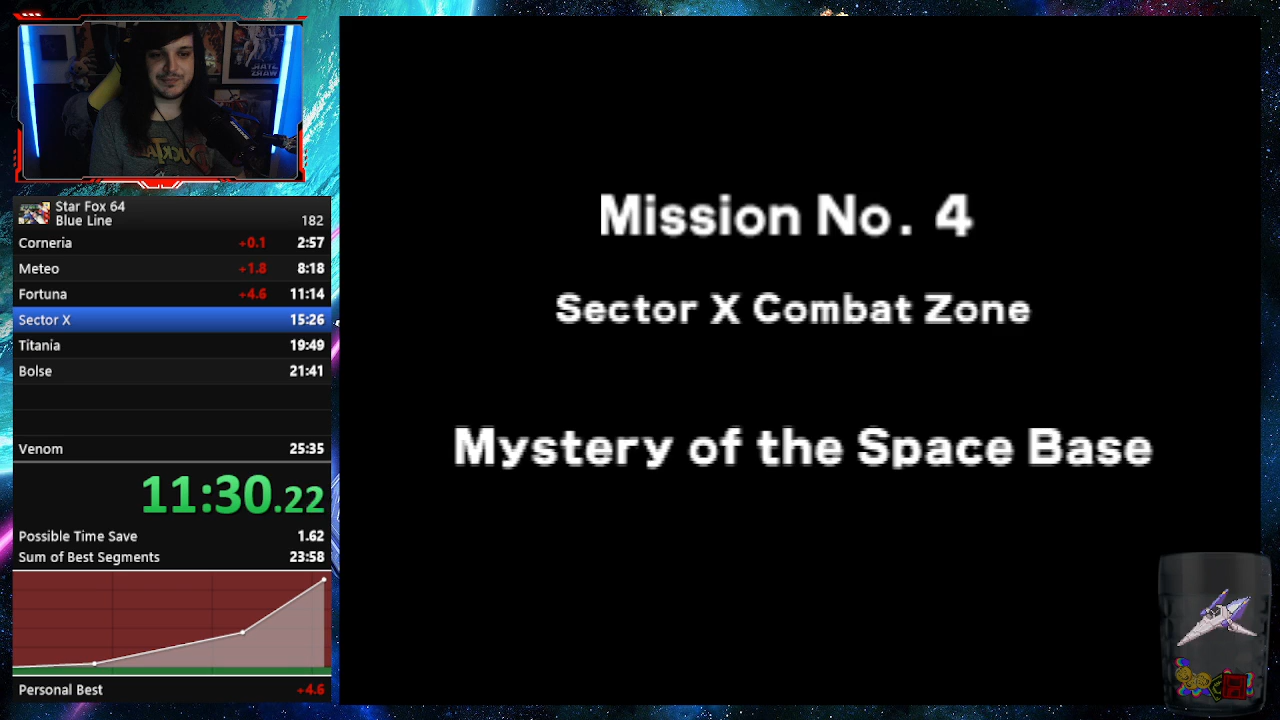 Star Fox 64
Blue Line 182
Corneria +0.1 2:57
Meteo +1.8 8:18
Fortuna +4.6 11:14
Sector X 15:26
Titania 19:49
Bolse 21:41
Venom 25:35
11:30.22
Possible Time Save 1.62
Sum of Best Segments 23:58
Personal Best +4.6
Mission No. 4
Sector X Combat Zone
Mystery of the Space Base